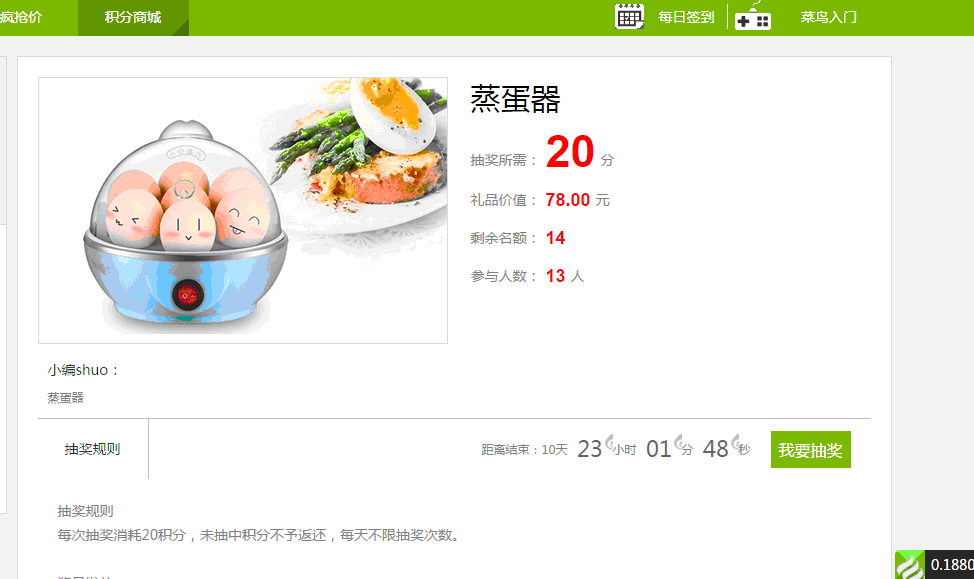 疯抢价 积分商城 每日签到 菜鸟入门
蒸蛋器
抽奖所需： 20 分
礼品价值： 78.00 元
剩余名额： 14
参与人数： 13 人
小编shuo：
蒸蛋器
抽奖规则 距离结束：10天 23 小时 01 分 48 秒 我要抽奖
抽奖规则
每次抽奖消耗20积分，未抽中积分不予返还，每天不限抽奖次数。
0.1880